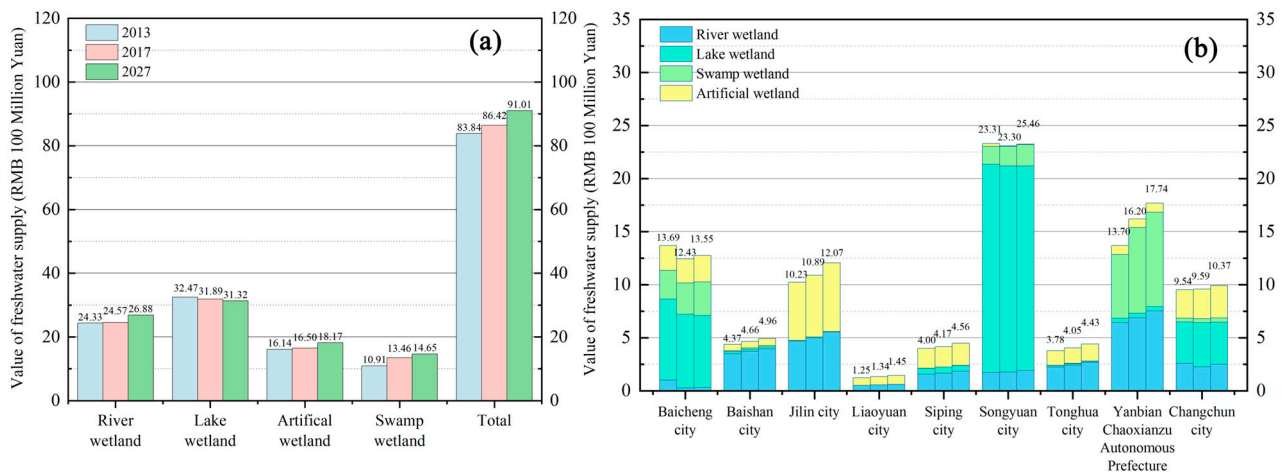 120
100
80
60
40
20
0
Value of freshwater supply (RMB 100 Million Yuan)
2013
2017
2027
(a)
24.33 24.57 26.88
32.47 31.89 31.32
16.14 16.50 18.17
10.91 13.46 14.65
83.84 86.42 91.01
120
100
80
60
40
20
0
River wetland
Lake wetland
Artifical wetland
Swamp wetland
Total
35
30
25
20
15
10
5
0
Value of freshwater supply (RMB 100 Million Yuan)
River wetland
Lake wetland
Swamp wetland
Artificial wetland
(b)
13.69 12.43 13.55
4.37 4.66 4.96
10.23 10.89 12.07
1.25 1.34 1.45
4.00 4.17 4.56
23.31 23.30 25.46
3.78 4.05 4.43
13.70 16.20 17.74
9.54 9.59 10.37
35
30
25
20
15
10
5
0
Baicheng city
Baishan city
Jilin city
Liaoyuan city
Siping city
Songyuan city
Tonghua city
Yanbian Chaoxianzu Autonomous Prefecture
Changchun city